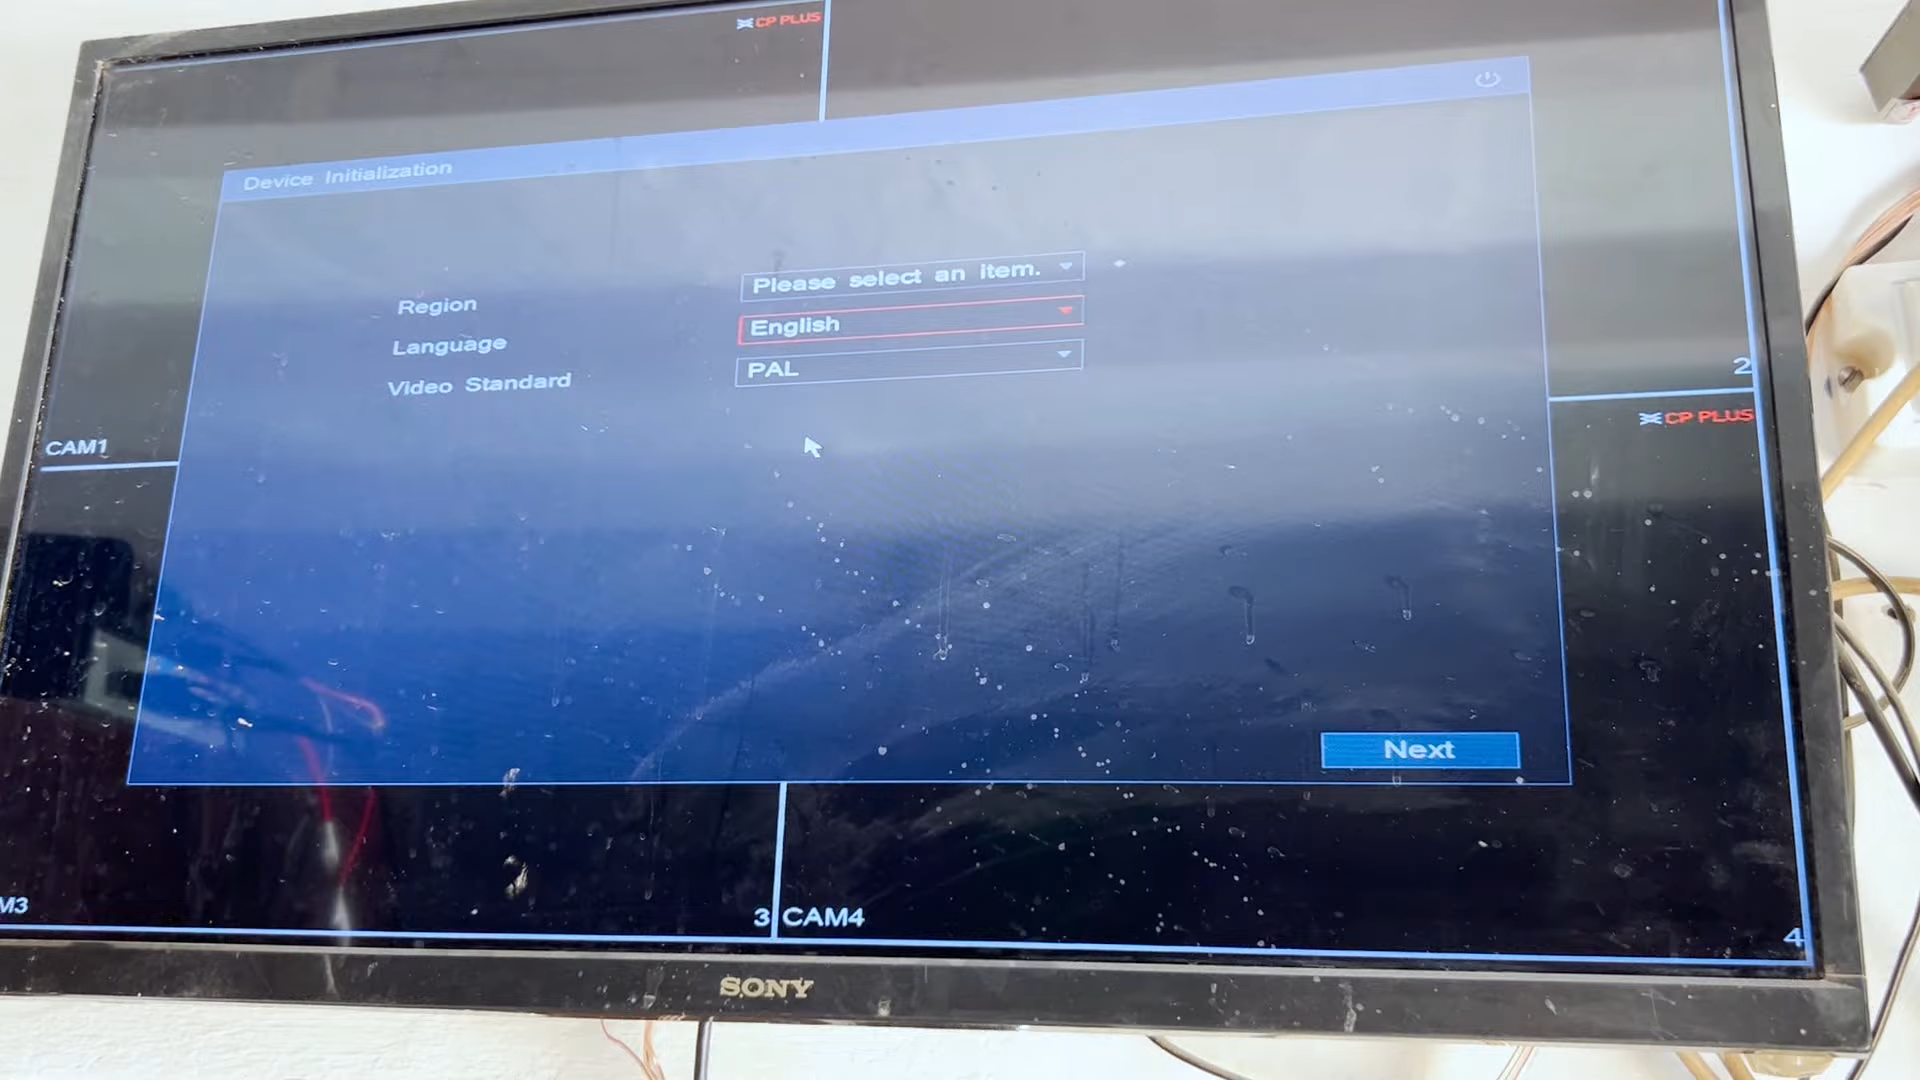 CP PLUS
Device Initialization
Region Please select an item.
Language English
Video Standard PAL
2
CP PLUS
CAM1
Next
M3
3 CAM4
4
SONY